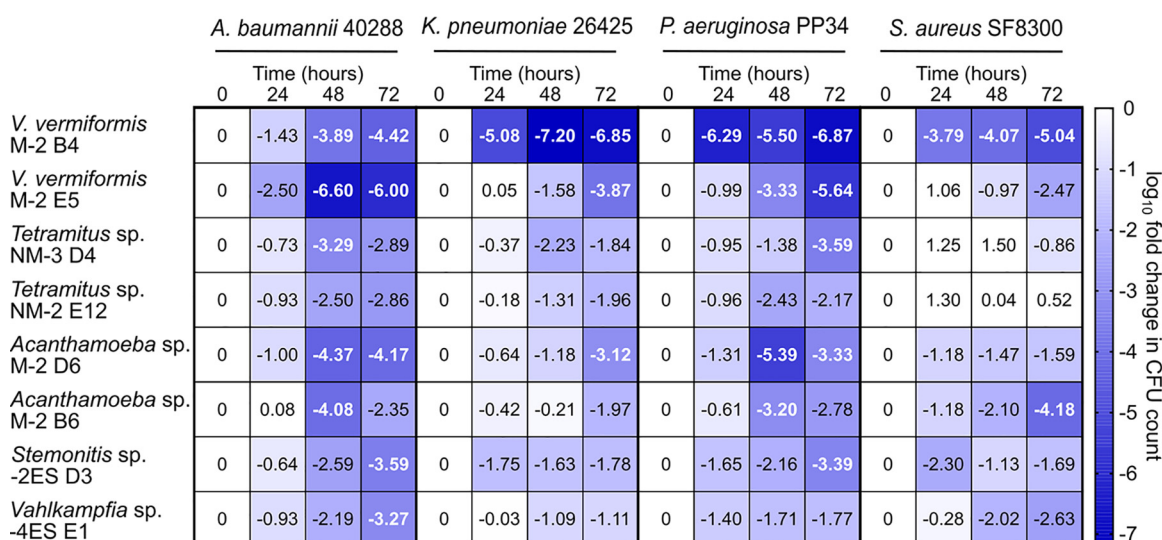 A. baumannii 40288 K. pneumoniae 26425 P. aeruginosa PP34 S. aureus SF8300
Time (hours) Time (hours) Time (hours) Time (hours)
0 24 48 72 0 24 48 72 0 24 48 72 0 24 48 72
V. vermiformis
M-2 B4
0 -1.43 -3.89 -4.42 0 -5.08 -7.20 -6.85 0 -6.29 -5.50 -6.87 0 -3.79 -4.07 -5.04
V. vermiformis
M-2 E5
0 -2.50 -6.60 -6.00 0 0.05 -1.58 -3.87 0 -0.99 -3.33 -5.64 0 1.06 -0.97 -2.47
Tetramitus sp.
NM-3 D4
0 -0.73 -3.29 -2.89 0 -0.37 -2.23 -1.84 0 -0.95 -1.38 -3.59 0 1.25 1.50 -0.86
Tetramitus sp.
NM-2 E12
0 -0.93 -2.50 -2.86 0 -0.18 -1.31 -1.96 0 -0.96 -2.43 -2.17 0 1.30 0.04 0.52
Acanthamoeba sp.
M-2 D6
0 -1.00 -4.37 -4.17 0 -0.64 -1.18 -3.12 0 -1.31 -5.39 -3.33 0 -1.18 -1.47 -1.59
Acanthamoeba sp.
M-2 B6
0 0.08 -4.08 -2.35 0 -0.42 -0.21 -1.97 0 -0.61 -3.20 -2.78 0 -1.18 -2.10 -4.18
Stemonitis sp.
-2ES D3
0 -0.64 -2.59 -3.59 0 -1.75 -1.63 -1.78 0 -1.65 -2.16 -3.39 0 -2.30 -1.13 -1.69
Vahlkampfia sp.
-4ES E1
0 -0.93 -2.19 -3.27 0 -0.03 -1.09 -1.11 0 -1.40 -1.71 -1.77 0 -0.28 -2.02 -2.63
0
-1
-2
-3
-4
-5
-6
-7
log10 fold change in CFU count